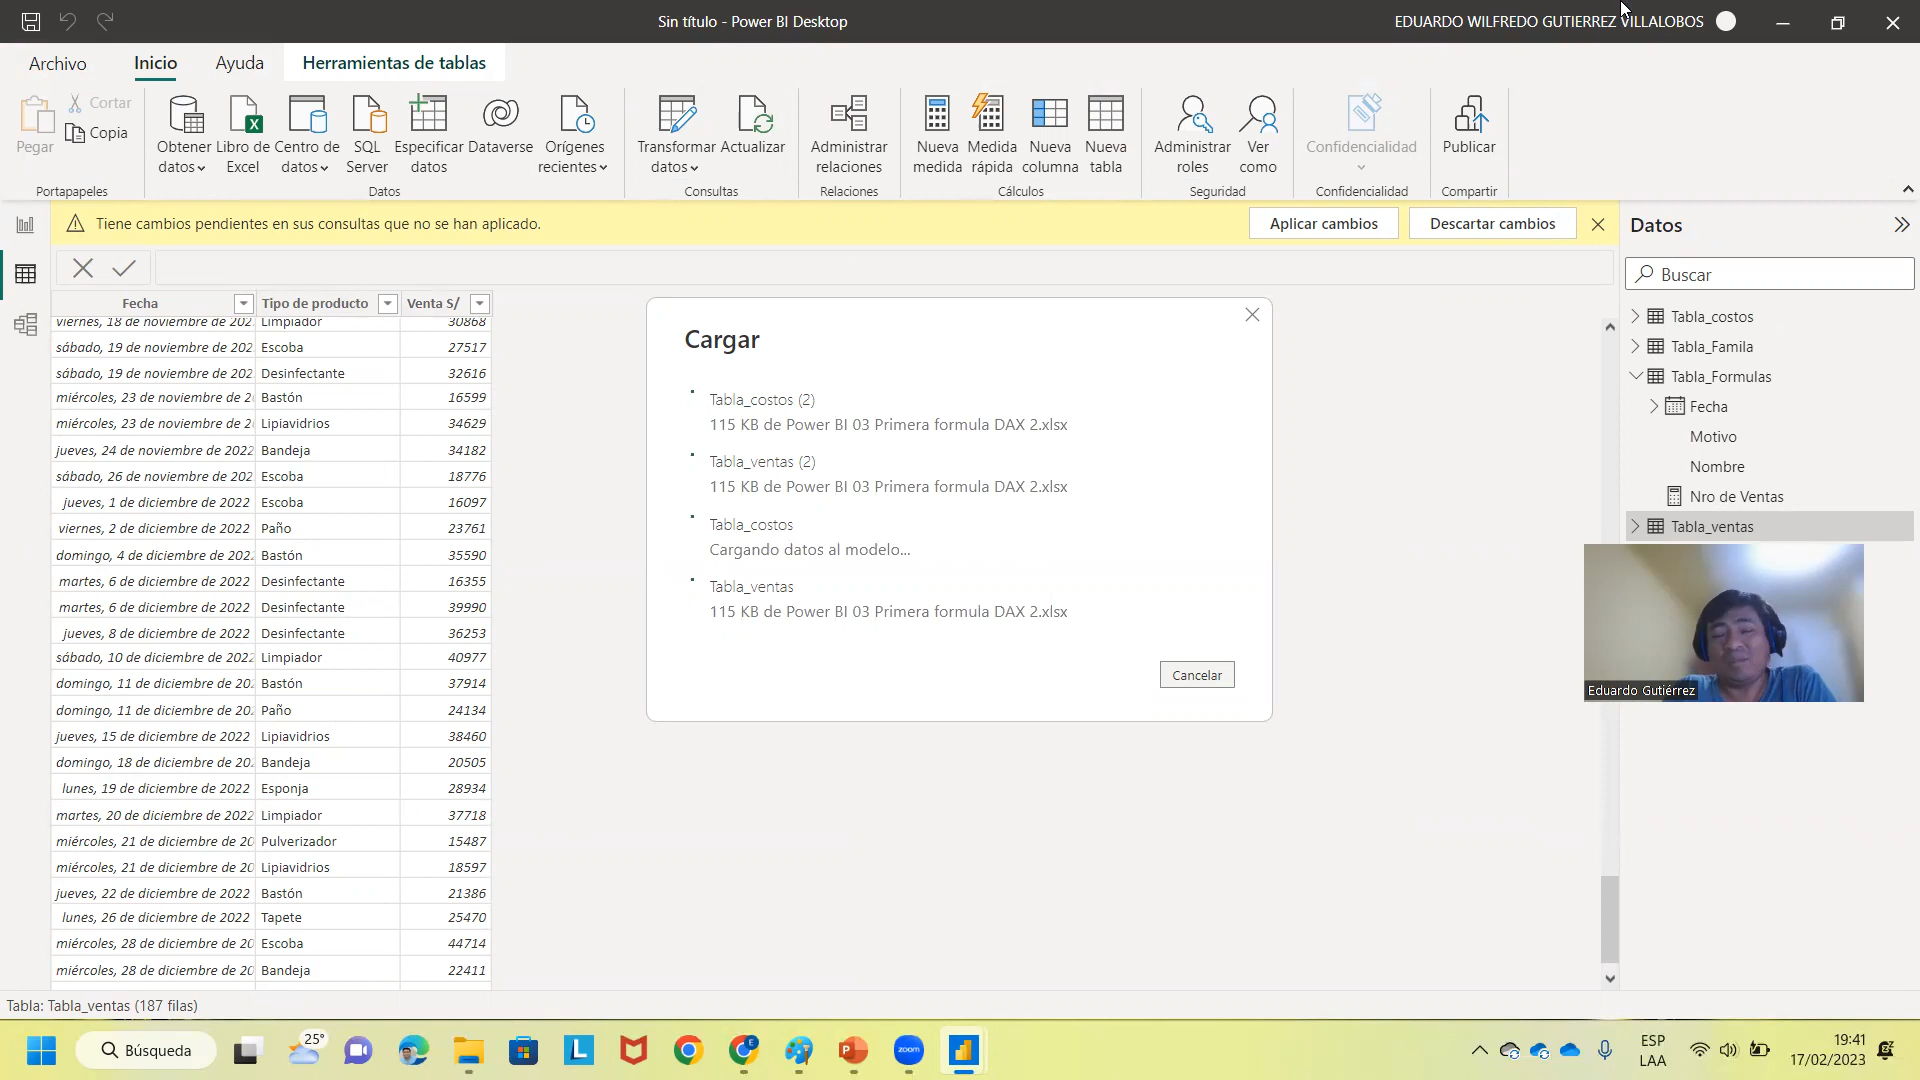 Sin título - Power BI Desktop
EDUARDO WILFREDO GUTIERREZ VILLALOBOS
Archivo
Inicio
Ayuda
Herramientas de tablas
Pegar
Cortar
Copia
Portapapeles
Obtener datos
Libro de Excel
Centro de datos
SQL Server
Especificar datos
Dataverse
Orígenes recientes
Datos
Transformar datos
Actualizar
Consultas
Administrar relaciones
Relaciones
Nueva medida
Medida rápida
Nueva columna
Nueva tabla
Cálculos
Administrar roles
Ver como
Seguridad
Confidencialidad
Confidencialidad
Publicar
Compartir
Tiene cambios pendientes en sus consultas que no se han aplicado.
Aplicar cambios
Descartar cambios
Fecha Tipo de producto Venta S/
viernes, 18 de noviembre de 202 Limpiador 30868
sábado, 19 de noviembre de 202 Escoba 27517
sábado, 19 de noviembre de 202 Desinfectante 32616
miércoles, 23 de noviembre de 2 Bastón 16599
miércoles, 23 de noviembre de 2 Lipiavidrios 34629
jueves, 24 de noviembre de 2022 Bandeja 34182
sábado, 26 de noviembre de 202 Escoba 18776
jueves, 1 de diciembre de 2022 Escoba 16097
viernes, 2 de diciembre de 2022 Paño 23761
domingo, 4 de diciembre de 202 Bastón 35590
martes, 6 de diciembre de 2022 Desinfectante 16355
martes, 6 de diciembre de 2022 Desinfectante 39990
jueves, 8 de diciembre de 2022 Desinfectante 36253
sábado, 10 de diciembre de 2022 Limpiador 40977
domingo, 11 de diciembre de 20 Bastón 37914
domingo, 11 de diciembre de 20 Paño 24134
jueves, 15 de diciembre de 2022 Lipiavidrios 38460
domingo, 18 de diciembre de 20 Bandeja 20505
lunes, 19 de diciembre de 2022 Esponja 28934
martes, 20 de diciembre de 2022 Limpiador 37718
miércoles, 21 de diciembre de 20 Pulverizador 15487
miércoles, 21 de diciembre de 20 Lipiavidrios 18597
jueves, 22 de diciembre de 2022 Bastón 21386
lunes, 26 de diciembre de 2022 Tapete 25470
miércoles, 28 de diciembre de 20 Escoba 44714
miércoles, 28 de diciembre de 20 Bandeja 22411
Cargar
Tabla_costos (2)
115 KB de Power BI 03 Primera formula DAX 2.xlsx
Tabla_ventas (2)
115 KB de Power BI 03 Primera formula DAX 2.xlsx
Tabla_costos
Cargando datos al modelo...
Tabla_ventas
115 KB de Power BI 03 Primera formula DAX 2.xlsx
Cancelar
Datos
Buscar
Tabla_costos
Tabla_Famila
Tabla_Formulas
Fecha
Motivo
Nombre
Nro de Ventas
Tabla_ventas
Eduardo Gutiérrez
Tabla: Tabla_ventas (187 filas)
Búsqueda
25°
zoom
ESP
LAA
19:41
17/02/2023